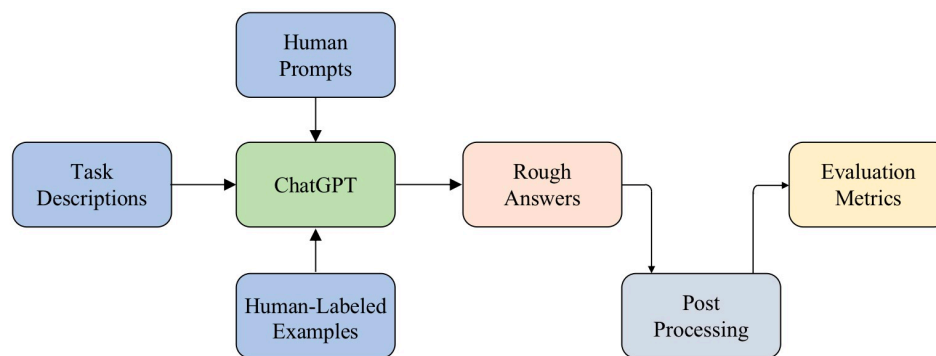 Human
Prompts
Task
Descriptions
ChatGPT
Rough
Answers
Evaluation
Metrics
Human-Labeled
Examples
Post
Processing